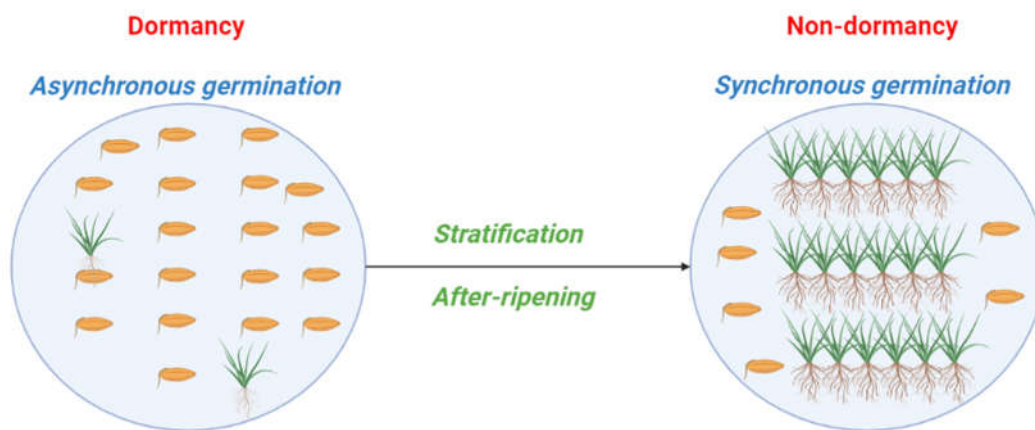 Dormancy
Non-dormancy
Asynchronous germination
Synchronous germination
Stratification
After-ripening